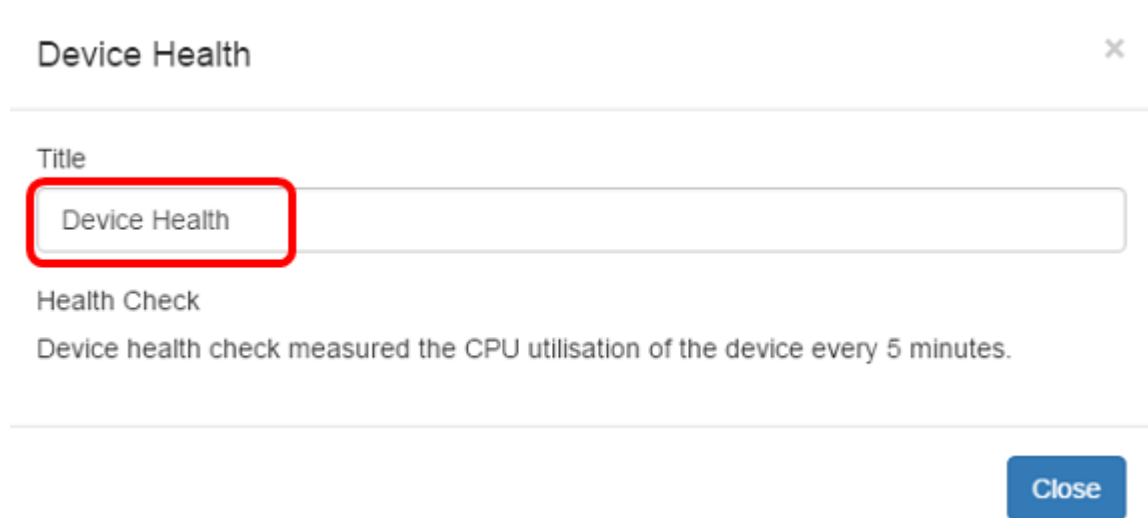 Device Health
×
Title
Device Health
Health Check
Device health check measured the CPU utilisation of the device every 5 minutes.
Close